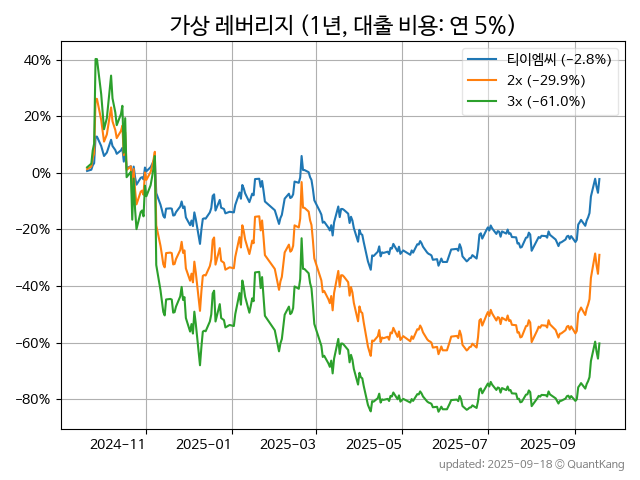 가상 레버리지 (1년, 대출 비용: 연 5%)
티이엠씨 (−2.8%)
2x (−29.9%)
3x (−61.0%)
40%
20%
0%
−20%
−40%
−60%
−80%
2024-11
2025-01
2025-03
2025-05
2025-07
2025-09
updated: 2025-09-18 © QuantKang